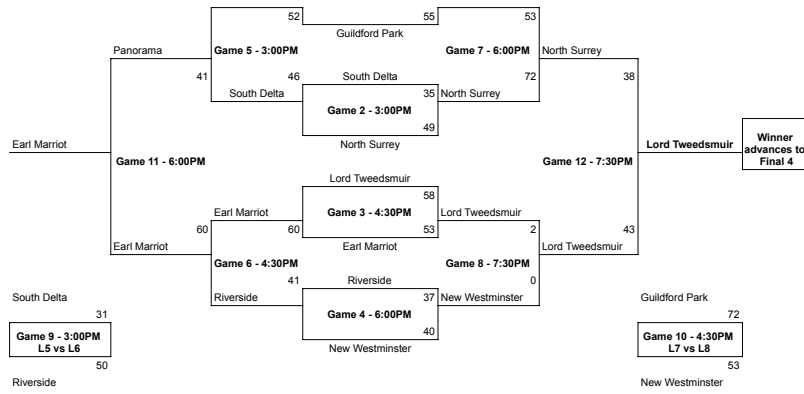 52
55
53
Guildford Park
Panorama
Game 5 - 3:00PM
Game 7 - 6:00PM
North Surrey
41
46
South Delta
72
38
South Delta
35
North Surrey
Game 2 - 3:00PM
49
Earl Marriot
North Surrey
Lord Tweedsmuir
Winner
advances to
Final 4
Game 11 - 6:00PM
Game 12 - 7:30PM
Lord Tweedsmuir
58
Earl Marriot
Game 3 - 4:30PM
Lord Tweedsmuir
60
60
53
2
43
Earl Marriot
Earl Marriot
Lord Tweedsmuir
Game 6 - 4:30PM
Game 8 - 7:30PM
41
Riverside
0
South Delta
Riverside
37
New Westminster
Guildford Park
31
Game 4 - 6:00PM
72
Game 9 - 3:00PM
L5 vs L6
40
Game 10 - 4:30PM
L7 vs L8
New Westminster
50
53
Riverside
New Westminster